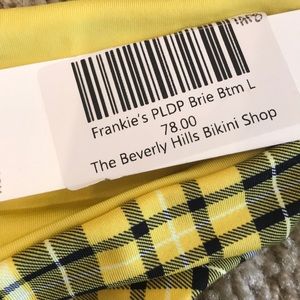 Frankie's PLDP Brie Btm L
78.00
The Beverly Hills Bikini Shop